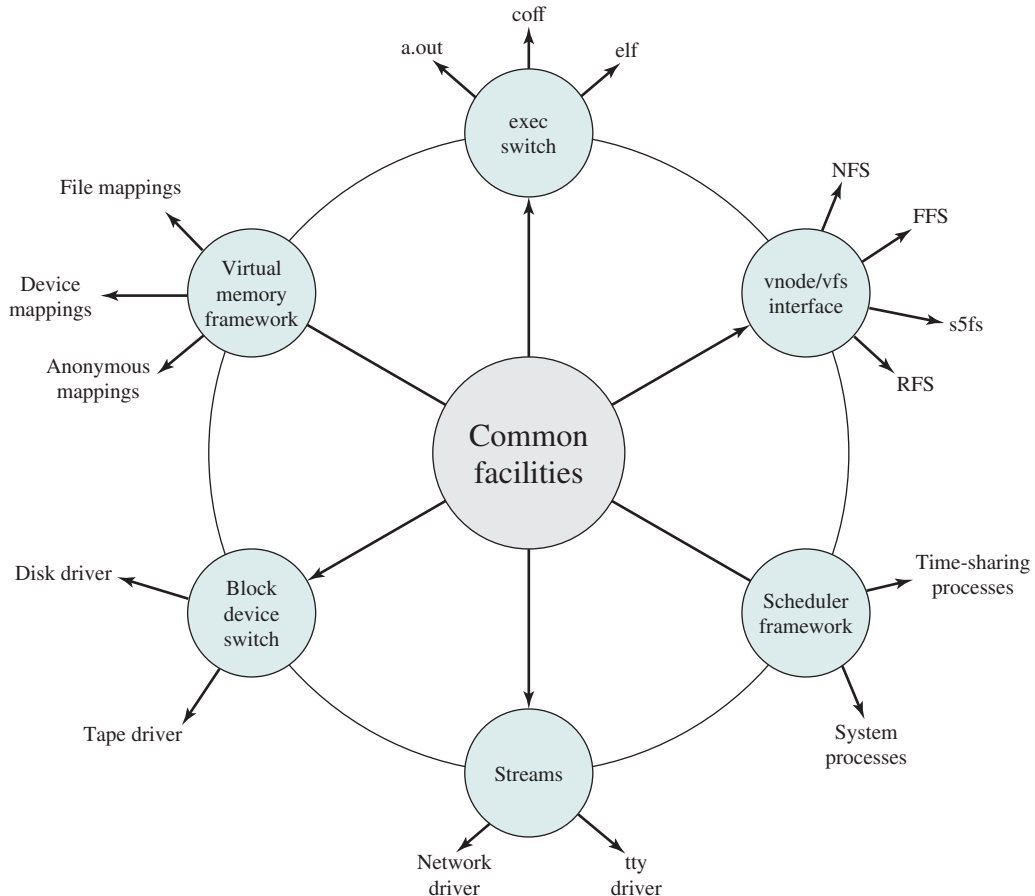 coff
a.out
elf
exec
switch
File mappings
NFS
FFS
Virtual
memory
framework
Device
mappings
vnode/vfs
interface
s5fs
Anonymous
mappings
RFS
Common
facilities
Disk driver
Block
device
switch
Scheduler
framework
Time-sharing
processes
Tape driver
System
processes
Streams
Network
driver
tty
driver